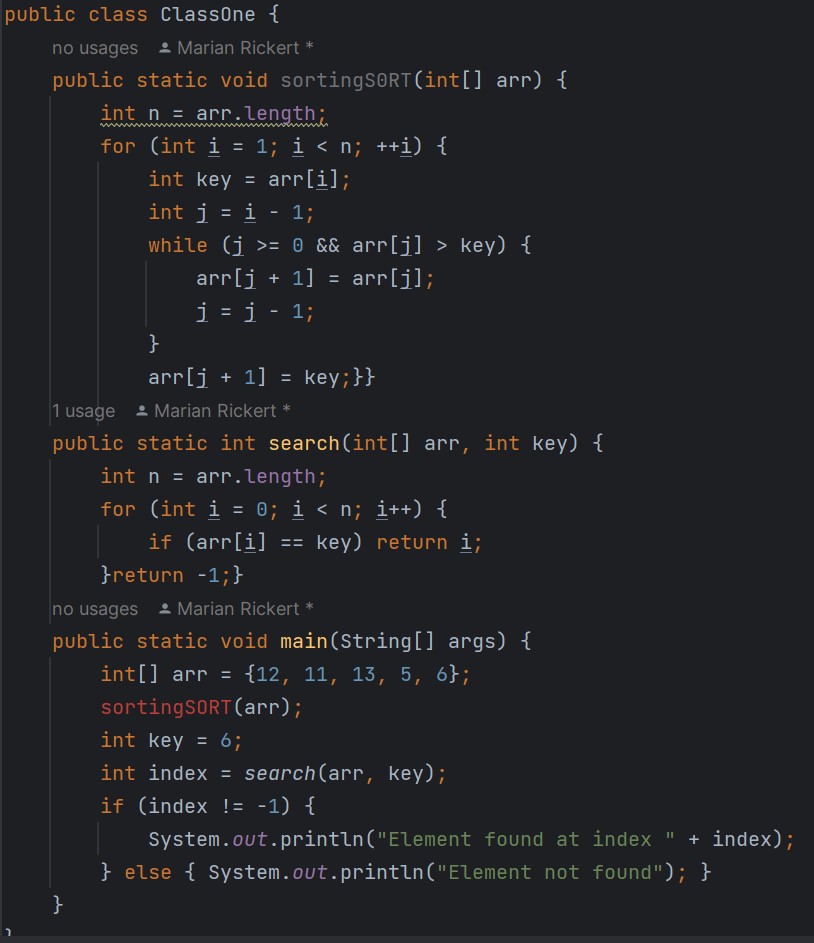 public class ClassOne {
no usages Marian Rickert *
public static void sortingS0RT(int[] arr) {
int n = arr.length;
for (int i = 1; i < n; ++i) {
int key = arr[i];
int j = i - 1;
while (j >= 0 && arr[j] > key) {
arr[j + 1] = arr[j];
j = j - 1;
}
arr[j + 1] = key;}}
1 usage Marian Rickert *
public static int search(int[] arr, int key) {
int n = arr.length;
for (int i = 0; i < n; i++) {
if (arr[i] == key) return i;
}return -1;}
no usages Marian Rickert *
public static void main(String[] args) {
int[] arr = {12, 11, 13, 5, 6};
sortingSORT(arr);
int key = 6;
int index = search(arr, key);
if (index != -1) {
System.out.println("Element found at index " + index);
} else { System.out.println("Element not found"); }
}
}